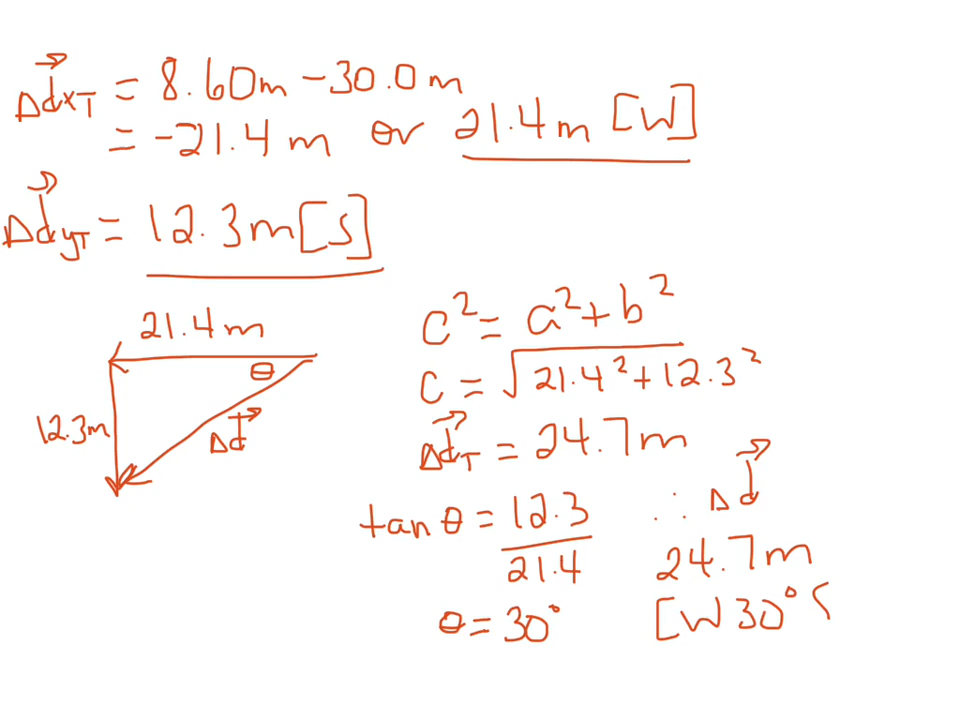 Δd⃗xT = 8.60m - 30.0m
= -21.4m or 21.4m [W]
Δd⃗yT = 12.3m[S]
21.4m
θ
12.3m
Δd⃗
c² = a² + b²
c = √21.4² + 12.3²
Δd⃗T = 24.7m
tan θ = 12.3/21.4
θ = 30°
∴ Δd⃗
24.7m
[W 30° S